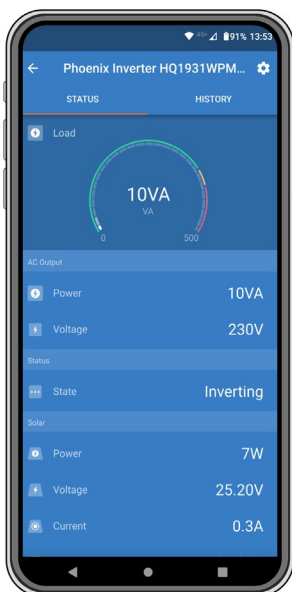 4G+ 91% 13:53
Phoenix Inverter HQ1931WPM...
STATUS HISTORY
Load
10VA
VA
0 500
AC Output
Power 10VA
Voltage 230V
Status
State Inverting
Solar
Power 7W
Voltage 25.20V
Current 0.3A